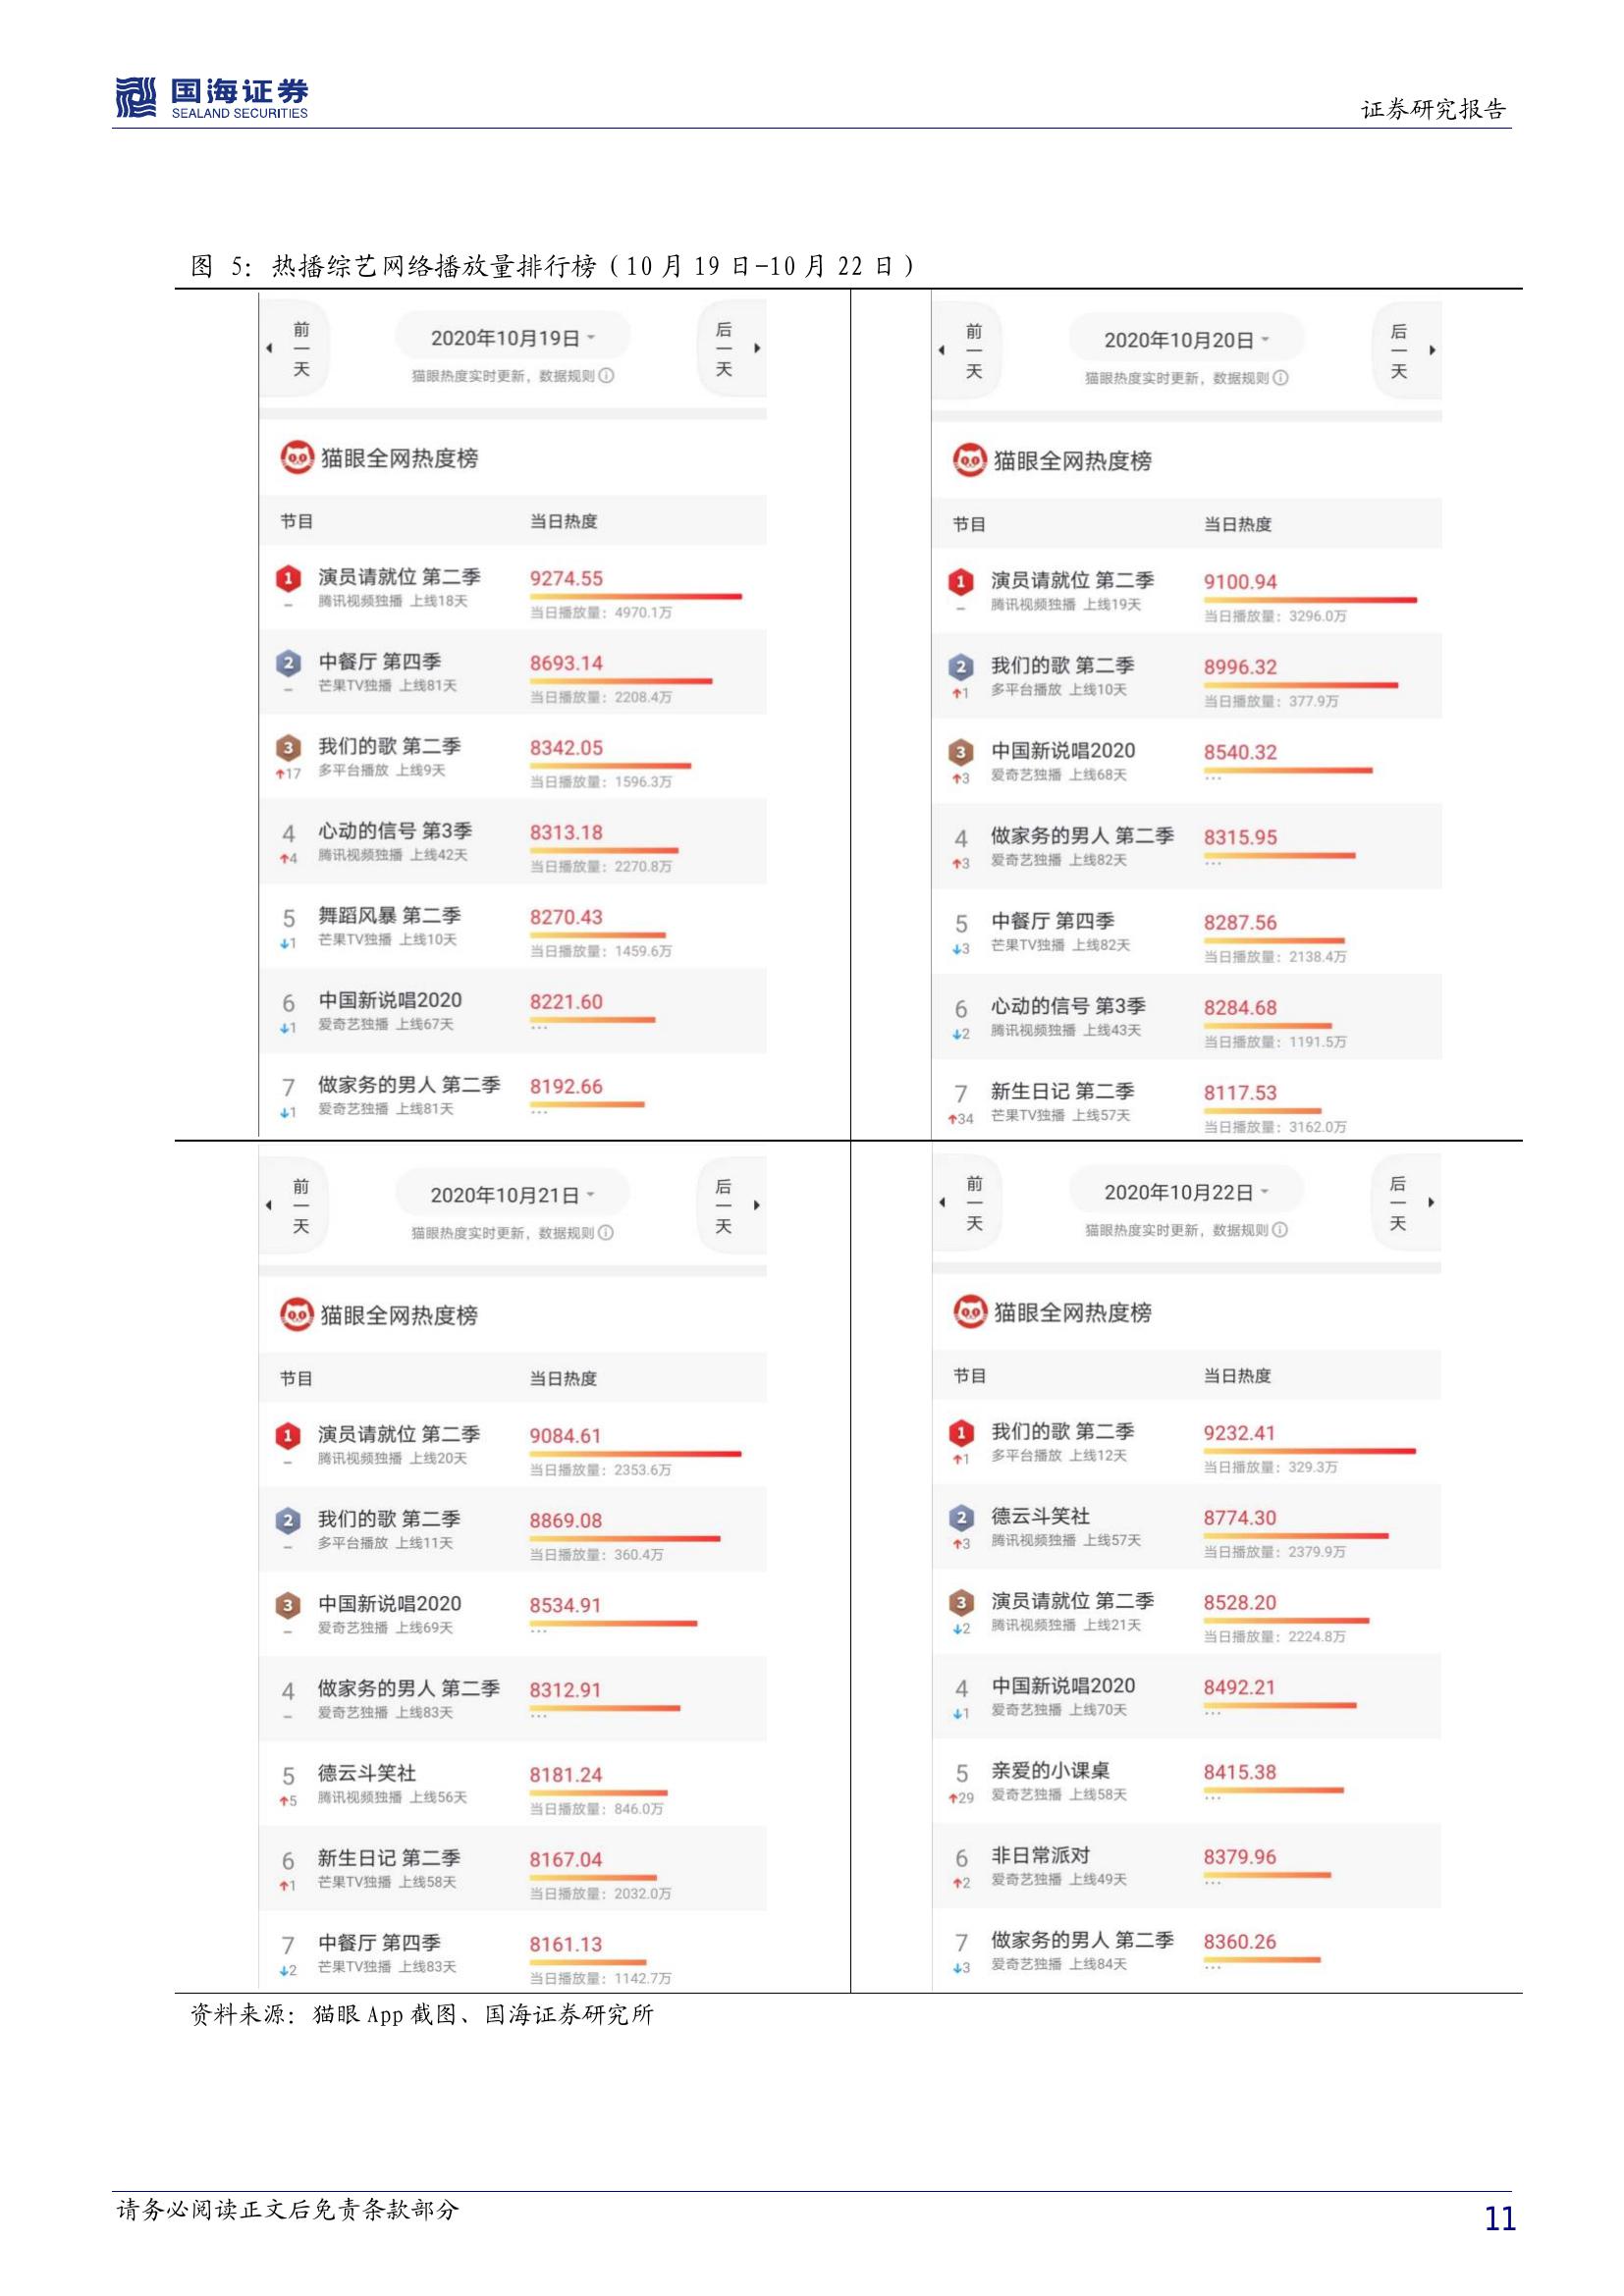 国海证券
SEALAND SECURITIES
证券研究报告
图 5：热播综艺网络播放量排行榜（10 月 19 日-10 月 22 日）
前一天
2020年10月19日
后一天
猫眼热度实时更新，数据规则
猫眼全网热度榜
节目 当日热度
1 演员请就位 第二季 9274.55
– 腾讯视频独播 上线18天 当日播放量：4970.1万
2 中餐厅 第四季 8693.14
– 芒果TV独播 上线81天 当日播放量：2208.4万
3 我们的歌 第二季 8342.05
↑17 多平台播放 上线9天 当日播放量：1596.3万
4 心动的信号 第3季 8313.18
↑4 腾讯视频独播 上线42天 当日播放量：2270.8万
5 舞蹈风暴 第二季 8270.43
↓1 芒果TV独播 上线10天 当日播放量：1459.6万
6 中国新说唱2020 8221.60
↓1 爱奇艺独播 上线67天 ...
7 做家务的男人 第二季 8192.66
↓1 爱奇艺独播 上线81天 ...
前一天
2020年10月20日
后一天
猫眼热度实时更新，数据规则
猫眼全网热度榜
节目 当日热度
1 演员请就位 第二季 9100.94
– 腾讯视频独播 上线19天 当日播放量：3296.0万
2 我们的歌 第二季 8996.32
↑1 多平台播放 上线10天 当日播放量：377.9万
3 中国新说唱2020 8540.32
↑3 爱奇艺独播 上线68天 ...
4 做家务的男人 第二季 8315.95
↑3 爱奇艺独播 上线82天 ...
5 中餐厅 第四季 8287.56
↓3 芒果TV独播 上线82天 当日播放量：2138.4万
6 心动的信号 第3季 8284.68
↓2 腾讯视频独播 上线43天 当日播放量：1191.5万
7 新生日记 第二季 8117.53
↑34 芒果TV独播 上线57天 当日播放量：3162.0万
前一天
2020年10月21日
后一天
猫眼热度实时更新，数据规则
猫眼全网热度榜
节目 当日热度
1 演员请就位 第二季 9084.61
– 腾讯视频独播 上线20天 当日播放量：2353.6万
2 我们的歌 第二季 8869.08
– 多平台播放 上线11天 当日播放量：360.4万
3 中国新说唱2020 8534.91
– 爱奇艺独播 上线69天 ...
4 做家务的男人 第二季 8312.91
– 爱奇艺独播 上线83天 ...
5 德云斗笑社 8181.24
↑5 腾讯视频独播 上线56天 当日播放量：846.0万
6 新生日记 第二季 8167.04
↑1 芒果TV独播 上线58天 当日播放量：2032.0万
7 中餐厅 第四季 8161.13
↓2 芒果TV独播 上线83天 当日播放量：1142.7万
前一天
2020年10月22日
后一天
猫眼热度实时更新，数据规则
猫眼全网热度榜
节目 当日热度
1 我们的歌 第二季 9232.41
↑1 多平台播放 上线12天 当日播放量：329.3万
2 德云斗笑社 8774.30
↑3 腾讯视频独播 上线57天 当日播放量：2379.9万
3 演员请就位 第二季 8528.20
↓2 腾讯视频独播 上线21天 当日播放量：2224.8万
4 中国新说唱2020 8492.21
↓1 爱奇艺独播 上线70天 ...
5 亲爱的小课桌 8415.38
↑29 爱奇艺独播 上线58天 ...
6 非日常派对 8379.96
↑2 爱奇艺独播 上线49天 ...
7 做家务的男人 第二季 8360.26
↓3 爱奇艺独播 上线84天 ...
资料来源：猫眼 App 截图、国海证券研究所
请务必阅读正文后免责条款部分
11